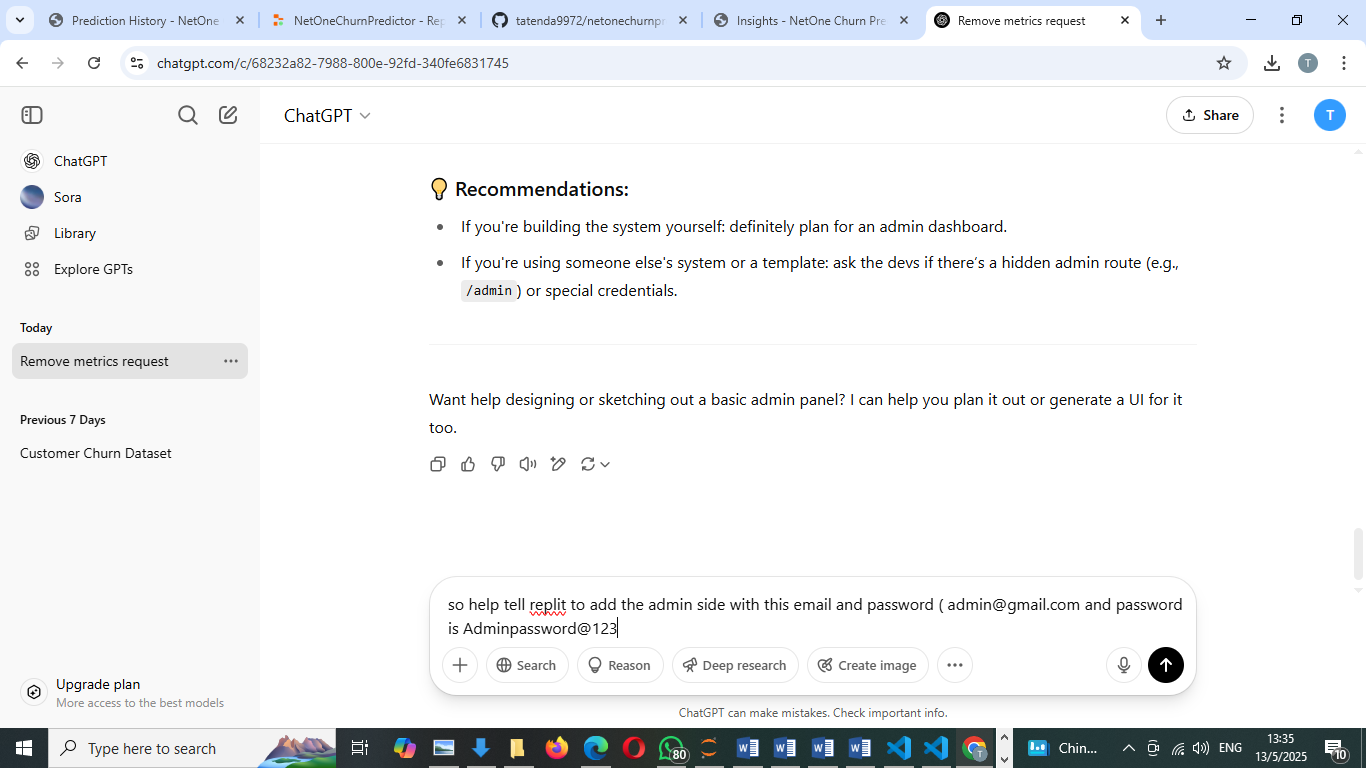 Prediction History - NetOne
NetOneChurnPredictor - Rep
tatenda9972/netonechurnpr
Insights - NetOne Churn Pre
Remove metrics request
chatgpt.com/c/68232a82-7988-800e-92fd-340fe6831745
T
ChatGPT
Share
T
ChatGPT
Sora
Library
Explore GPTs
Today
Remove metrics request
Previous 7 Days
Customer Churn Dataset
Upgrade plan
More access to the best models
💡 Recommendations:
• If you're building the system yourself: definitely plan for an admin dashboard.
• If you're using someone else's system or a template: ask the devs if there's a hidden admin route (e.g.,
/admin) or special credentials.
Want help designing or sketching out a basic admin panel? I can help you plan it out or generate a UI for it
too.
so help tell replit to add the admin side with this email and password ( admin@gmail.com and password
is Adminpassword@123
Search
Reason
Deep research
Create image
ChatGPT can make mistakes. Check important info.
Type here to search
80
T
Chin...
ENG
13:35
13/5/2025
10